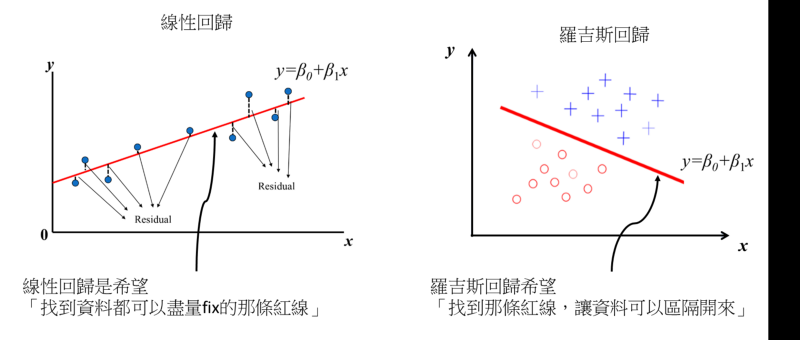 線性回歸
y
y=β₀+β₁x
Residual
Residual
0
x
線性回歸是希望
「找到資料都可以盡量fix的那條紅線」
羅吉斯回歸
y
y=β₀+β₁x
x
羅吉斯回歸希望
「找到那條紅線，讓資料可以區隔開來」